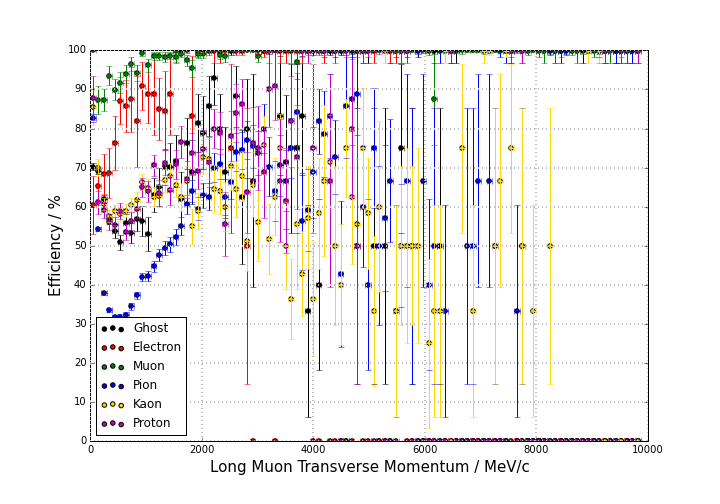 100
90
80
70
60
50
40
30
20
10
0
Efficiency / %
Ghost
Electron
Muon
Pion
Kaon
Proton
0 2000 4000 6000 8000 10000
Long Muon Transverse Momentum / MeV/c